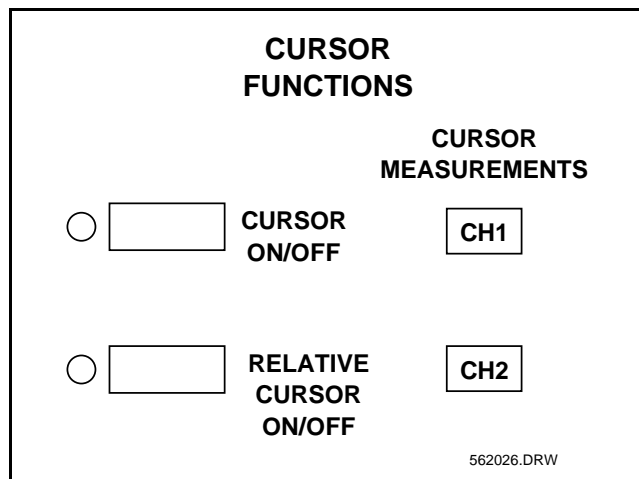 CURSOR
FUNCTIONS
CURSOR
MEASUREMENTS
CURSOR
ON/OFF
CH1
RELATIVE
CURSOR
ON/OFF
CH2
562026.DRW